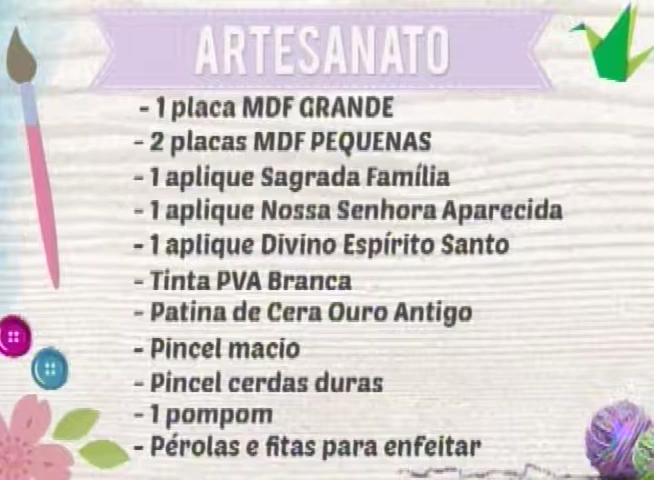 ARTESANATO
- 1 placa MDF GRANDE
- 2 placas MDF PEQUENAS
- 1 aplique Sagrada Família
- 1 aplique Nossa Senhora Aparecida
- 1 aplique Divino Espírito Santo
- Tinta PVA Branca
- Patina de Cera Ouro Antigo
- Pincel macio
- Pincel cerdas duras
- 1 pompom
- Pérolas e fitas para enfeitar